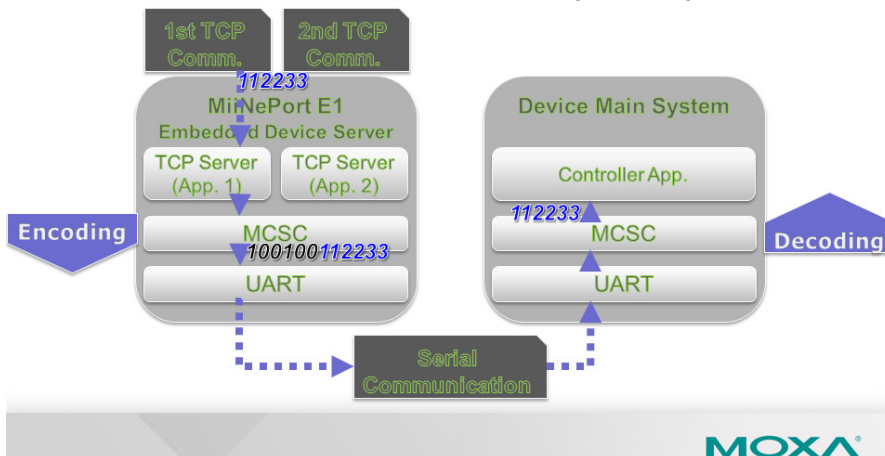 1st TCP
Comm.
2nd TCP
Comm.
112233
MiiNePort E1
Embedded Device Server
TCP Server
(App. 1)
TCP Server
(App. 2)
Encoding
MCSC
100100112233
UART
Serial
Communication
Device Main System
Controller App.
112233
MCSC
Decoding
UART
MOXA®